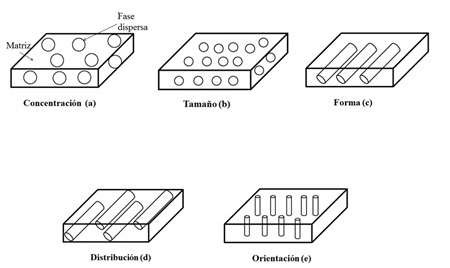 Fase
dispersa
Matriz
Concentración (a)
Tamaño (b)
Forma (c)
Distribución (d)
Orientación (e)